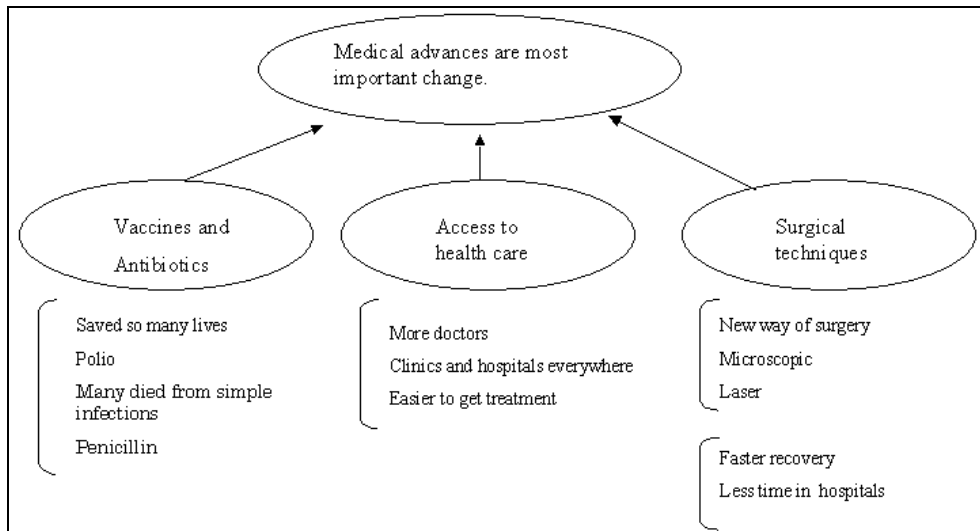 Medical advances are most
important change.
Vaccines and
Antibiotics
Saved so many lives
Polio
Many died from simple
infections
Penicillin
Access to
health care
More doctors
Clinics and hospitals everywhere
Easier to get treatment
Surgical
techniques
New way of surgery
Microscopic
Laser
Faster recovery
Less time in hospitals